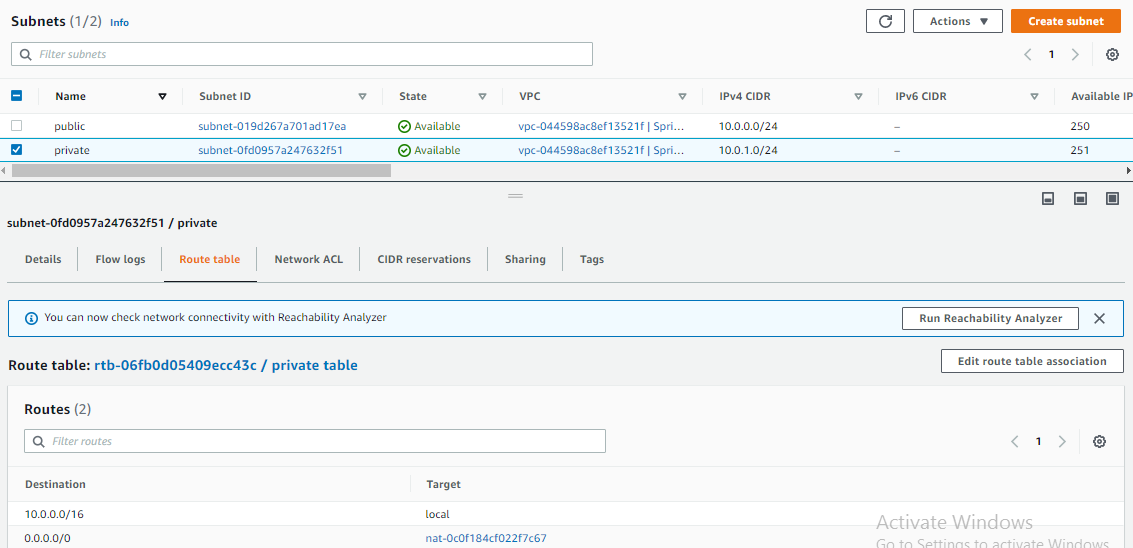 Subnets (1/2) Info
Actions ▼
Create subnet
Filter subnets
1
Name Subnet ID State VPC IPv4 CIDR IPv6 CIDR Available IP
public subnet-019d267a701ad17ea Available vpc-044598ac8ef13521f | Spri... 10.0.0.0/24 – 250
private subnet-0fd0957a247632f51 Available vpc-044598ac8ef13521f | Spri... 10.0.1.0/24 – 251
subnet-0fd0957a247632f51 / private
Details Flow logs Route table Network ACL CIDR reservations Sharing Tags
You can now check network connectivity with Reachability Analyzer Run Reachability Analyzer
Route table: rtb-06fb0d05409ecc43c / private table Edit route table association
Routes (2)
Filter routes
1
Destination Target
10.0.0.0/16 local
0.0.0.0/0 nat-0c0f184cf022f7c67
Activate Windows
Go to Settings to activate Windows.